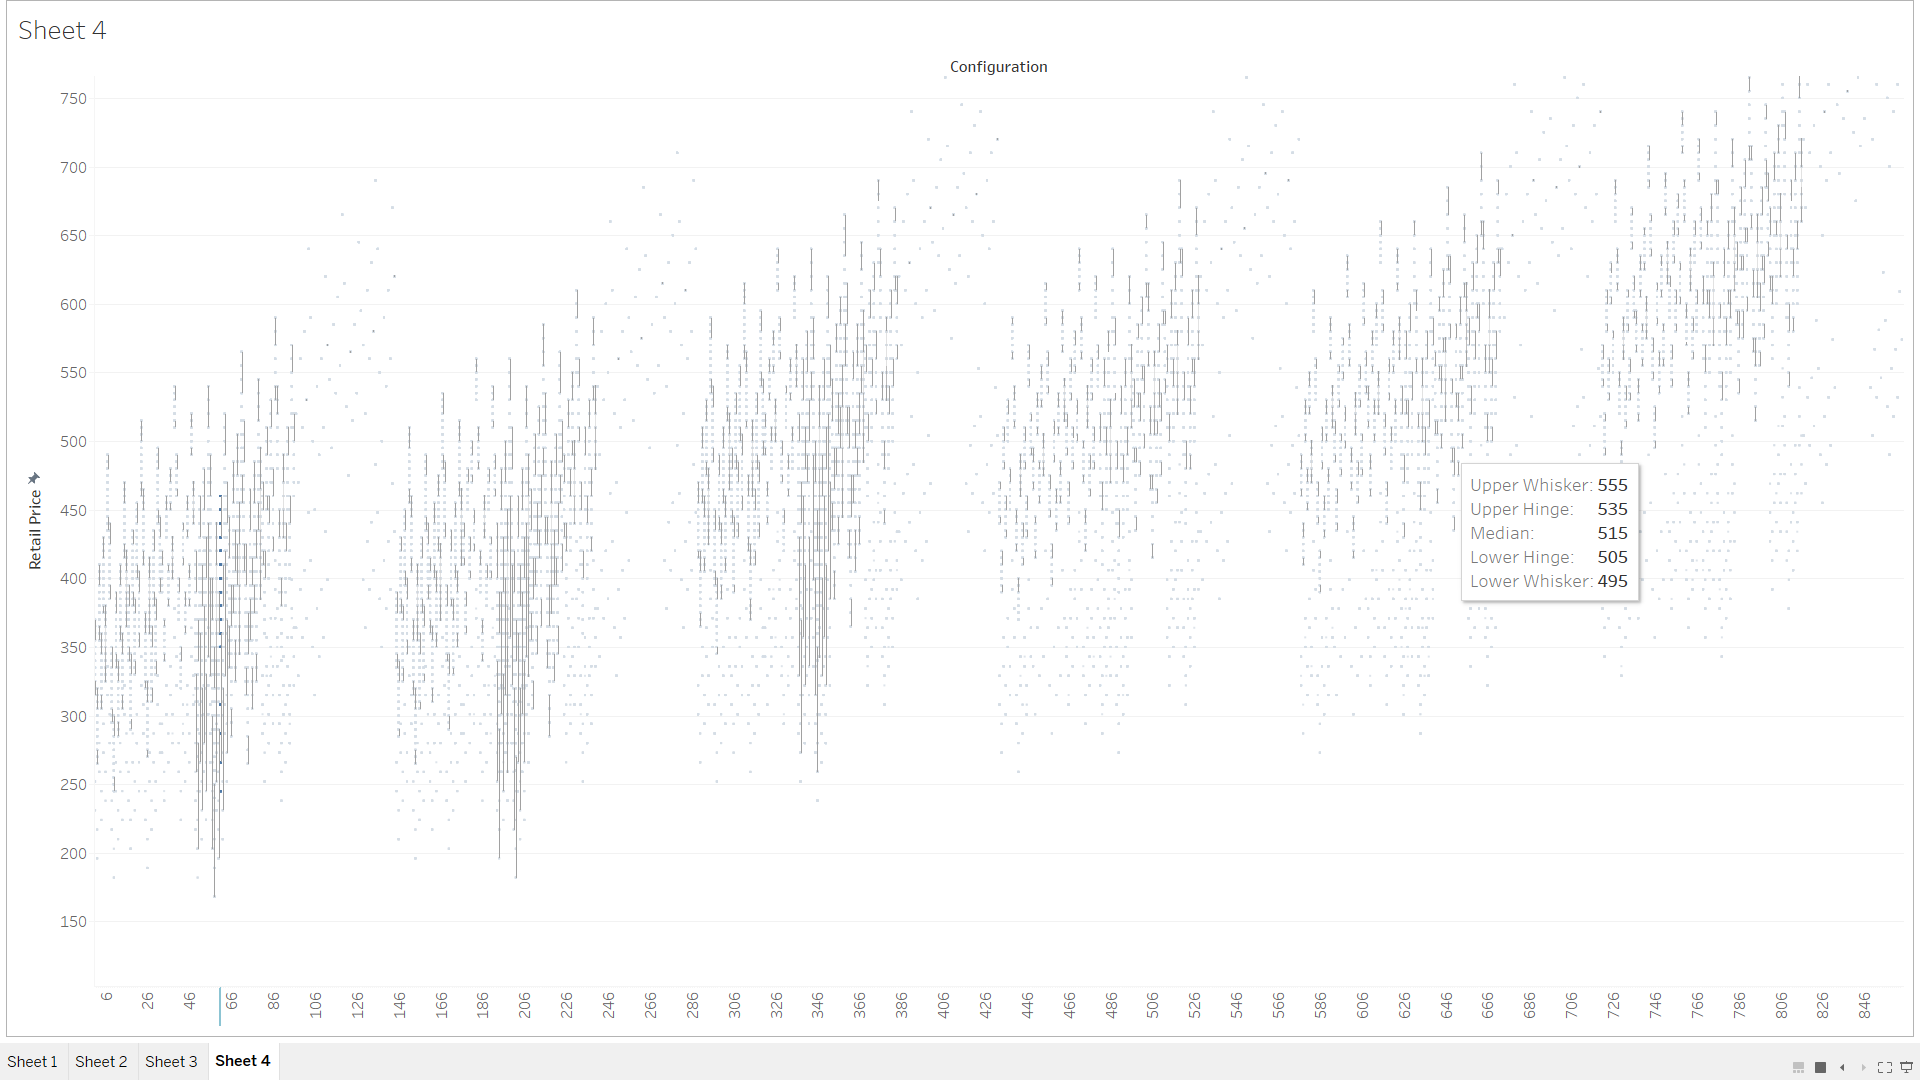 Sheet 4
Configuration
750
700
650
600
550
500
450
400
350
300
250
200
150
Retail Price
Upper Whisker: 555
Upper Hinge: 535
Median: 515
Lower Hinge: 505
Lower Whisker: 495
6 26 46 66 86 106 126 146 166 186 206 226 246 266 286 306 326 346 366 386 406 426 446 466 486 506 526 546 566 586 606 626 646 666 686 706 726 746 766 786 806 826 846
Sheet 1 Sheet 2 Sheet 3 Sheet 4